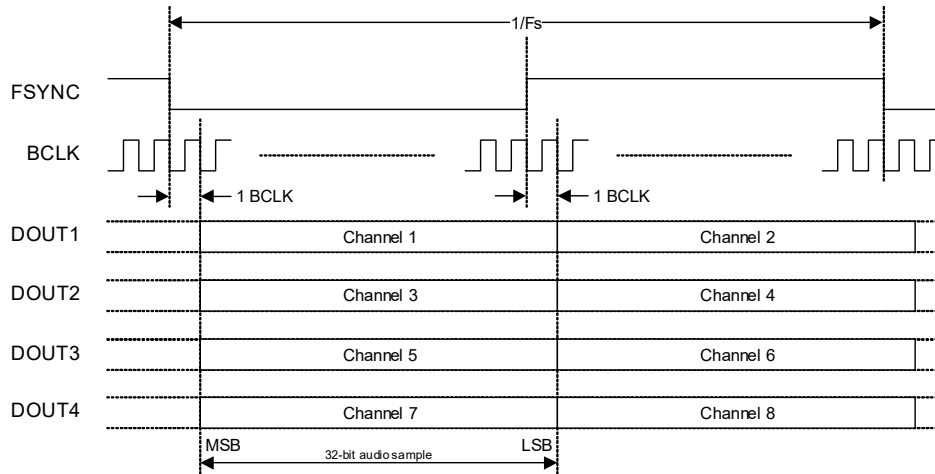 1/Fs
FSYNC
BCLK
1 BCLK 1 BCLK
DOUT1 Channel 1 Channel 2
DOUT2 Channel 3 Channel 4
DOUT3 Channel 5 Channel 6
DOUT4 Channel 7 Channel 8
MSB LSB
32-bit audio sample